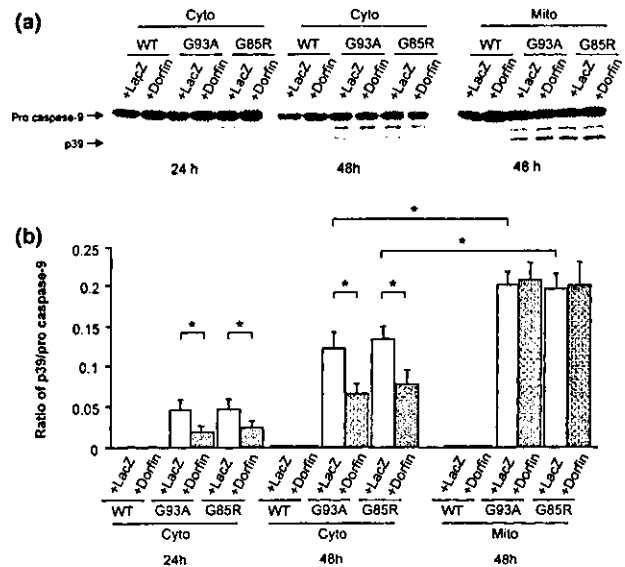 (a)
Cyto Cyto Mito
WT G93A G85R WT G93A G85R WT G93A G85R
+LacZ +Dorfin +LacZ +Dorfin +LacZ +Dorfin +LacZ +Dorfin +LacZ +Dorfin +LacZ +Dorfin +LacZ +Dorfin +LacZ +Dorfin +LacZ +Dorfin
Pro caspase-9
p39
24 h 48h 48 h
(b)
Ratio of p39/pro caspase-9
0.25
0.2
0.15
0.1
0.05
0
* * * * * *
+LacZ +Dorfin +LacZ +Dorfin +LacZ +Dorfin +LacZ +Dorfin +LacZ +Dorfin +LacZ +Dorfin +LacZ +Dorfin +LacZ +Dorfin +LacZ +Dorfin
WT G93A G85R WT G93A G85R WT G93A G85R
Cyto Cyto Mito
24h 48h 48h